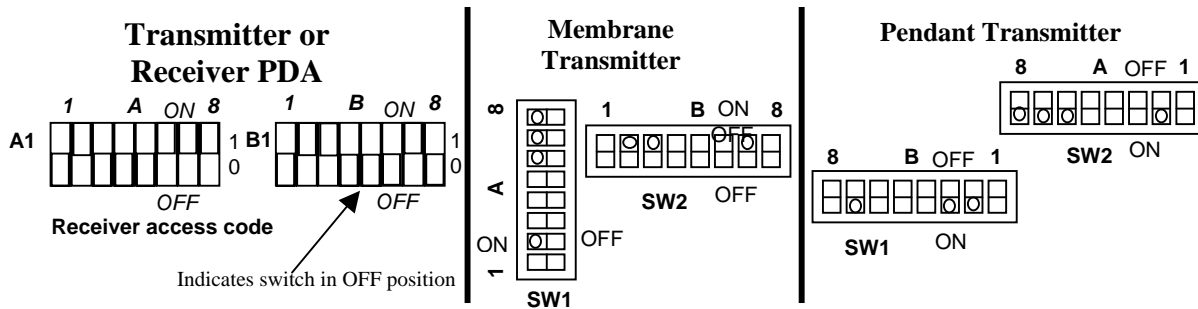 Transmitter or
Receiver PDA
1 A ON 8
1 B ON 8
A1
1
0
B1
1
0
OFF
OFF
Receiver access code
Indicates switch in OFF position
Membrane
Transmitter
8
A
1
ON
OFF
SW1
1 B ON 8
OFF
SW2 OFF
Pendant Transmitter
8 A OFF 1
SW2 ON
8 B OFF 1
SW1 ON